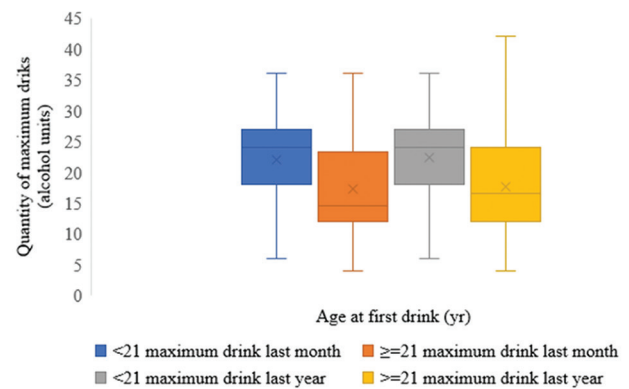 45
40
35
30
25
20
15
10
5
0
Quantity of maximum driks
(alcohol units)
Age at first drink (yr)
<21 maximum drink last month
≥=21 maximum drink last month
<21 maximum drink last year
>=21 maximum drink last year